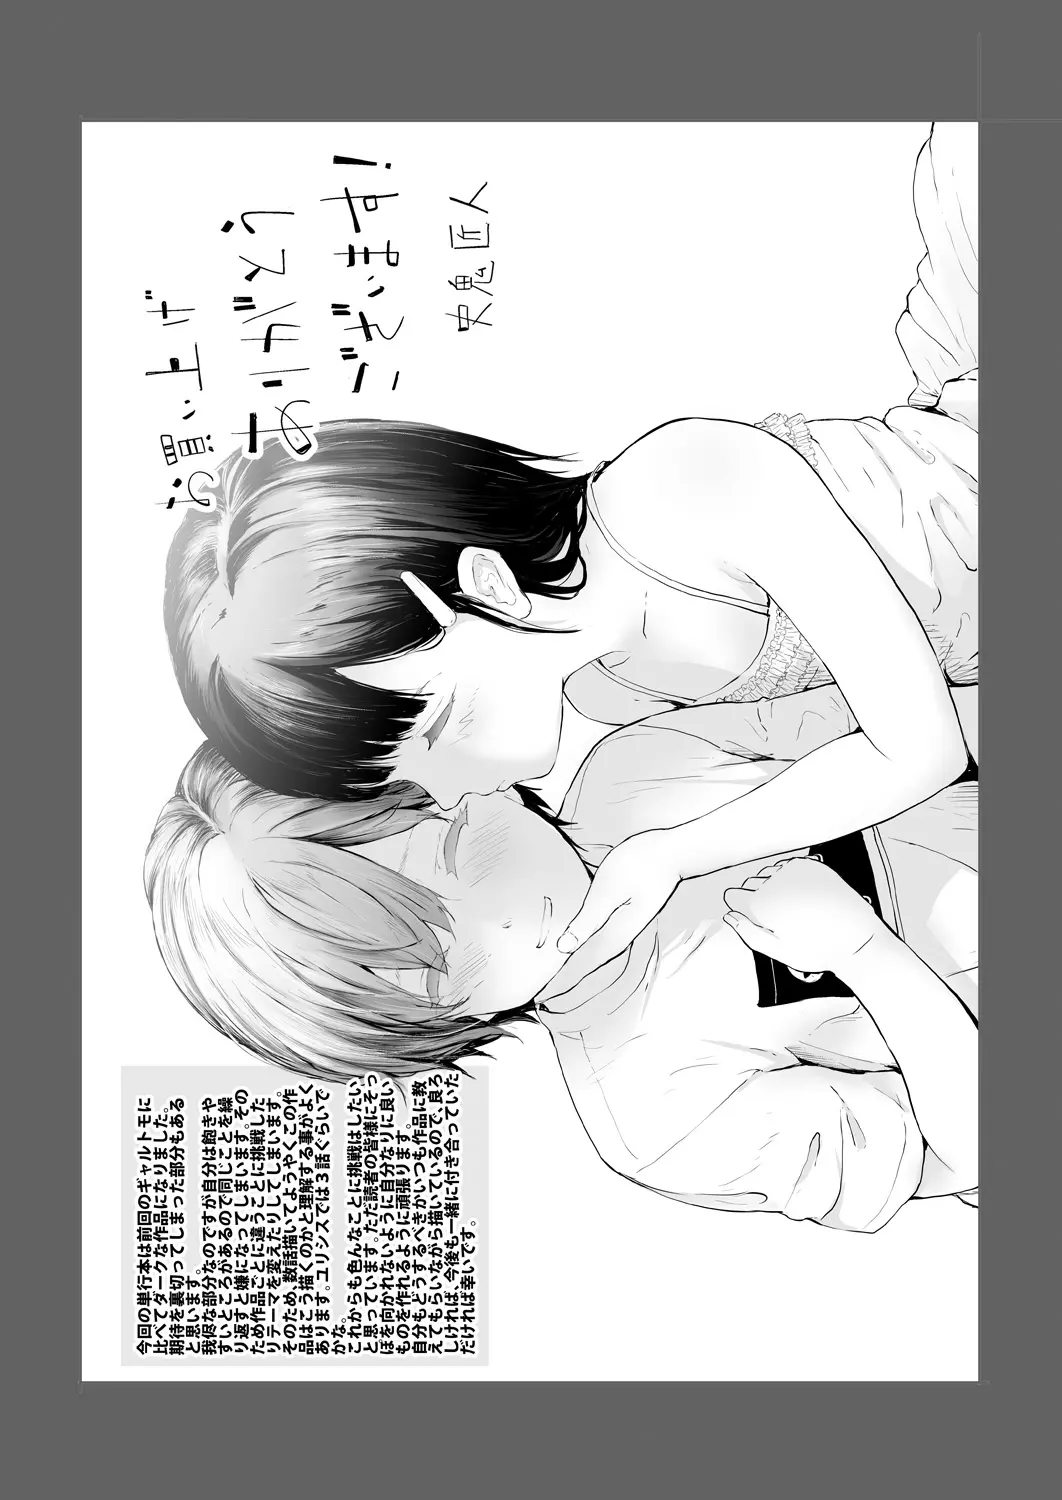 お買い上げ
ありがとう
ございます!
史鬼匠人
今回の単行本は前回のギャルトモに
比べてダークな作品になりました。
期待を裏切ってしまった部分もある
と思います。
我侭な部分なのですが自分は飽きや
すいところがあるので同じことを繰
り返すと嫌になってしまいます。その
ため作品ごとに違うことに挑戦した
りテーマを変えたりしてしまいます。
そのため、数話描いてようやくこの作
品はこう描くのかと理解する事がよく
あります。ユリシスでは3話ぐらいで
かな。
これからも色んなことに挑戦はしたい
と思っています。ただ読者の皆様にそっ
ぽを向かれないように自分なりに良い
ものを作れるように頑張ります。
自分もどうするべきかいつも作品に教
えてもらいながら描いているので、良ろ
しければ、今後も一緒に付き合っていた
だければ幸いです。